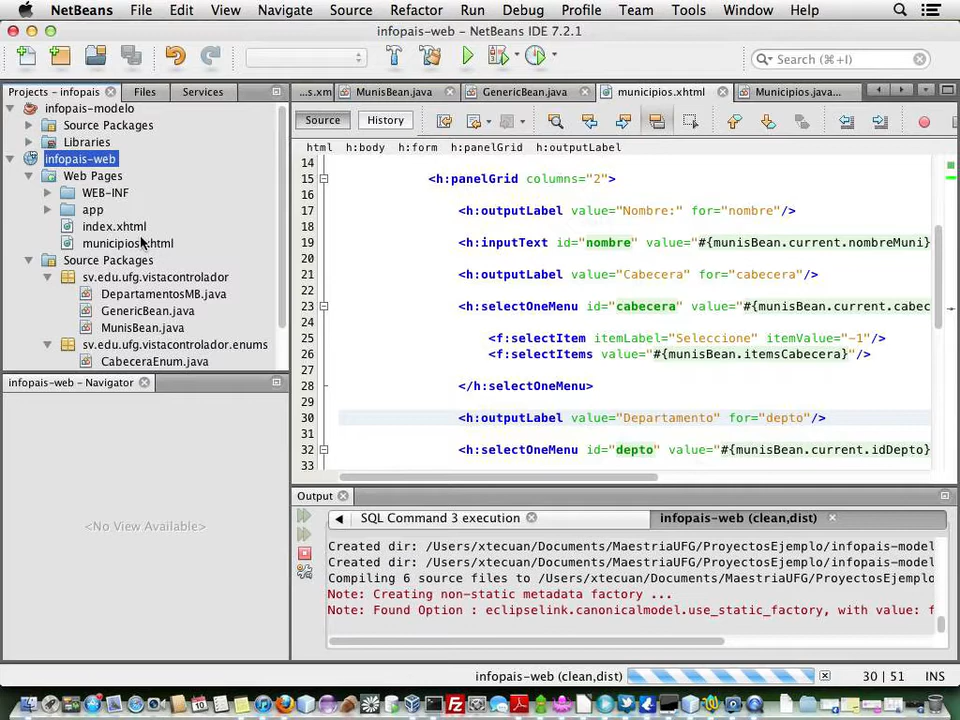 NetBeans File Edit View Navigate Source Refactor Run Debug Profile Team Tools Window Help
infopais-web - NetBeans IDE 7.2.1
Search (⌘+I)
Projects - infopais Files Services
...s.xm MunisBean.java GenericBean.java municipios.xhtml Municipios.java...
infopais-modelo
Source Packages
Libraries
infopais-web
Web Pages
WEB-INF
app
index.xhtml
municipios.xhtml
Source Packages
sv.edu.ufg.vistacontrolador
DepartamentosMB.java
GenericBean.java
MunisBean.java
sv.edu.ufg.vistacontrolador.enums
CabeceraEnum.java
infopais-web - Navigator
<No View Available>
Source History
html h:body h:form h:panelGrid h:outputLabel
14
15 <h:panelGrid columns="2">
16
17 <h:outputLabel value="Nombre:" for="nombre"/>
18
19 <h:inputText id="nombre" value="#{munisBean.current.nombreMuni}
20
21 <h:outputLabel value="Cabecera" for="cabecera"/>
22
23 <h:selectOneMenu id="cabecera" value="#{munisBean.current.cabec
24
25 <f:selectItem itemLabel="Seleccione" itemValue="-1"/>
26 <f:selectItems value="#{munisBean.itemsCabecera}"/>
27
28 </h:selectOneMenu>
29
30 <h:outputLabel value="Departamento" for="depto"/>
31
32 <h:selectOneMenu id="depto" value="#{munisBean.current.idDepto}
33
Output
SQL Command 3 execution infopais-web (clean,dist)
Created dir: /Users/xtecuan/Documents/MaestriaUFG/ProyectosEjemplo/infopais-model
Created dir: /Users/xtecuan/Documents/MaestriaUFG/ProyectosEjemplo/infopais-model
Compiling 6 source files to /Users/xtecuan/Documents/MaestriaUFG/ProyectosEjemplo
Note: Creating non-static metadata factory ...
Note: Found Option : eclipselink.canonicalmodel.use_static_factory, with value: f
infopais-web (clean,dist) 30 | 51 INS